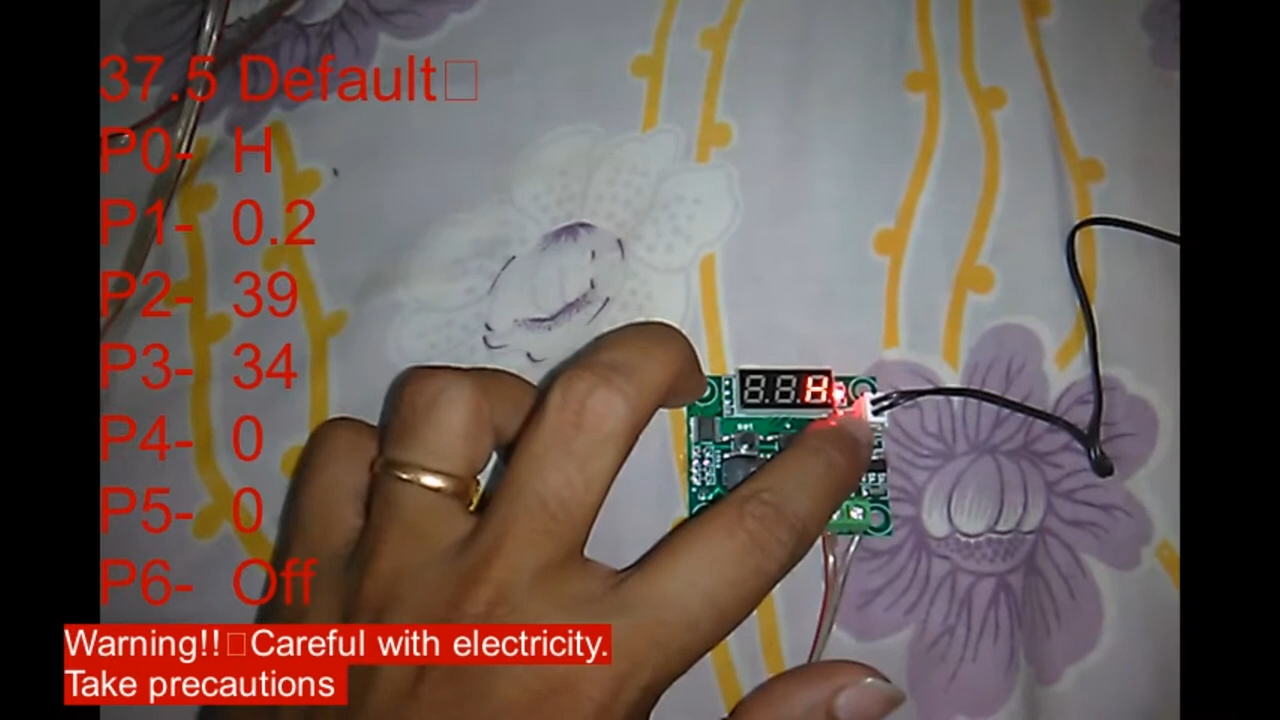 37.5 Default
P0- H
P1- 0.2
P2- 39
P3- 34
P4- 0
P5- 0
P6- Off
H
set
+
Warning!! Careful with electricity.
Take precautions